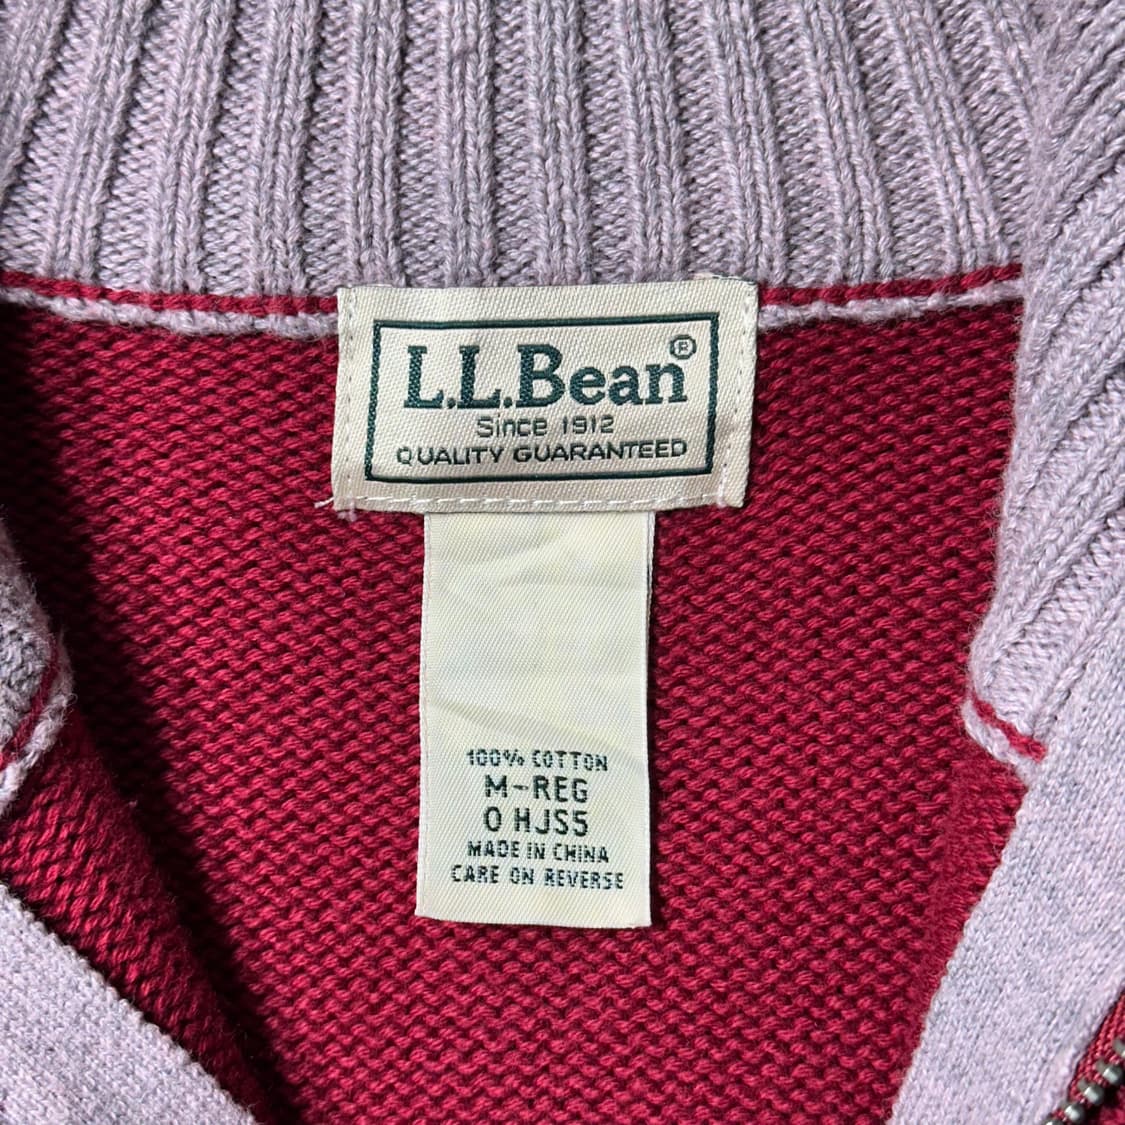 L.L.Bean®
Since 1912
QUALITY GUARANTEED
100% COTTON
M-REG
0 HJS5
MADE IN CHINA
CARE ON REVERSE